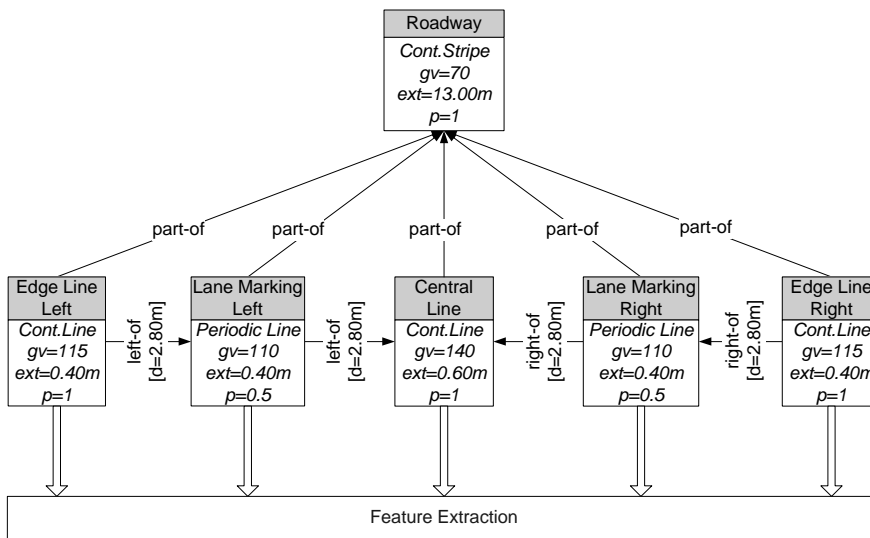 Roadway
Cont.Stripe
gv=70
ext=13.00m
p=1
part-of
part-of
part-of
part-of
part-of
Edge Line
Left
Cont.Line
gv=115
ext=0.40m
p=1
left-of
[d=2.80m]
Lane Marking
Left
Periodic Line
gv=110
ext=0.40m
p=0.5
left-of
[d=2.80m]
Central
Line
Cont.Line
gv=140
ext=0.60m
p=1
right-of
[d=2.80m]
Lane Marking
Right
Periodic Line
gv=110
ext=0.40m
p=0.5
right-of
[d=2.80m]
Edge Line
Right
Cont.Line
gv=115
ext=0.40m
p=1
Feature Extraction